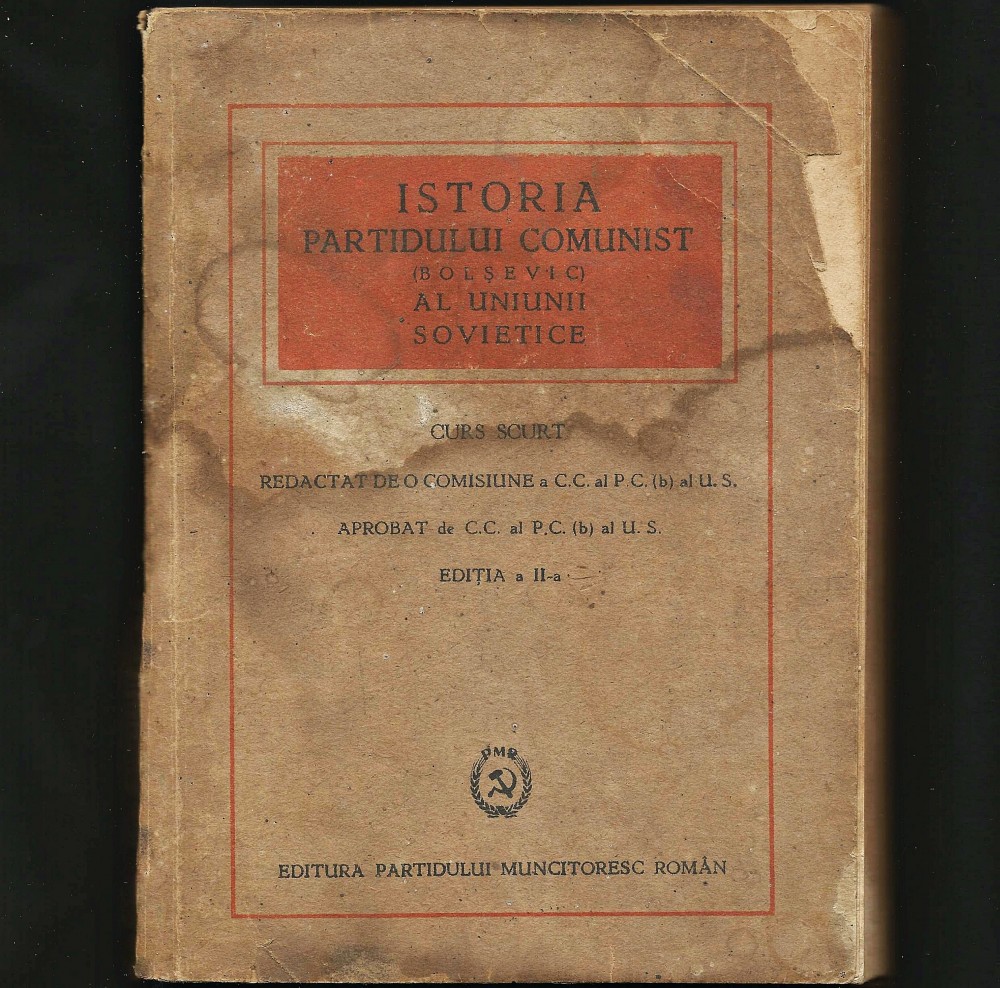 ISTORIA
PARTIDULUI COMUNIST
(BOLȘEVIC)
AL UNIUNII
SOVIETICE
CURS SCURT
REDACTAT DE O COMISIUNE a C.C. al P.C. (b) al U. S.
APROBAT de C.C. al P.C. (b) al U. S.
EDIȚIA a II-a
PMR
EDITURA PARTIDULUI MUNCITORESC ROMÂN